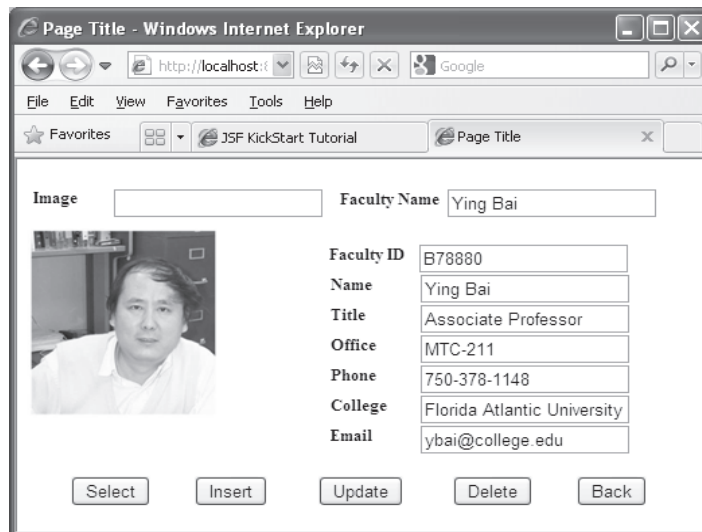 Page Title - Windows Internet Explorer
http://localhost:8
Google
File Edit View Favorites Tools Help
Favorites
JSF KickStart Tutorial
Page Title
Image
Faculty Name Ying Bai
Faculty ID B78880
Name Ying Bai
Title Associate Professor
Office MTC-211
Phone 750-378-1148
College Florida Atlantic University
Email ybai@college.edu
Select Insert Update Delete Back